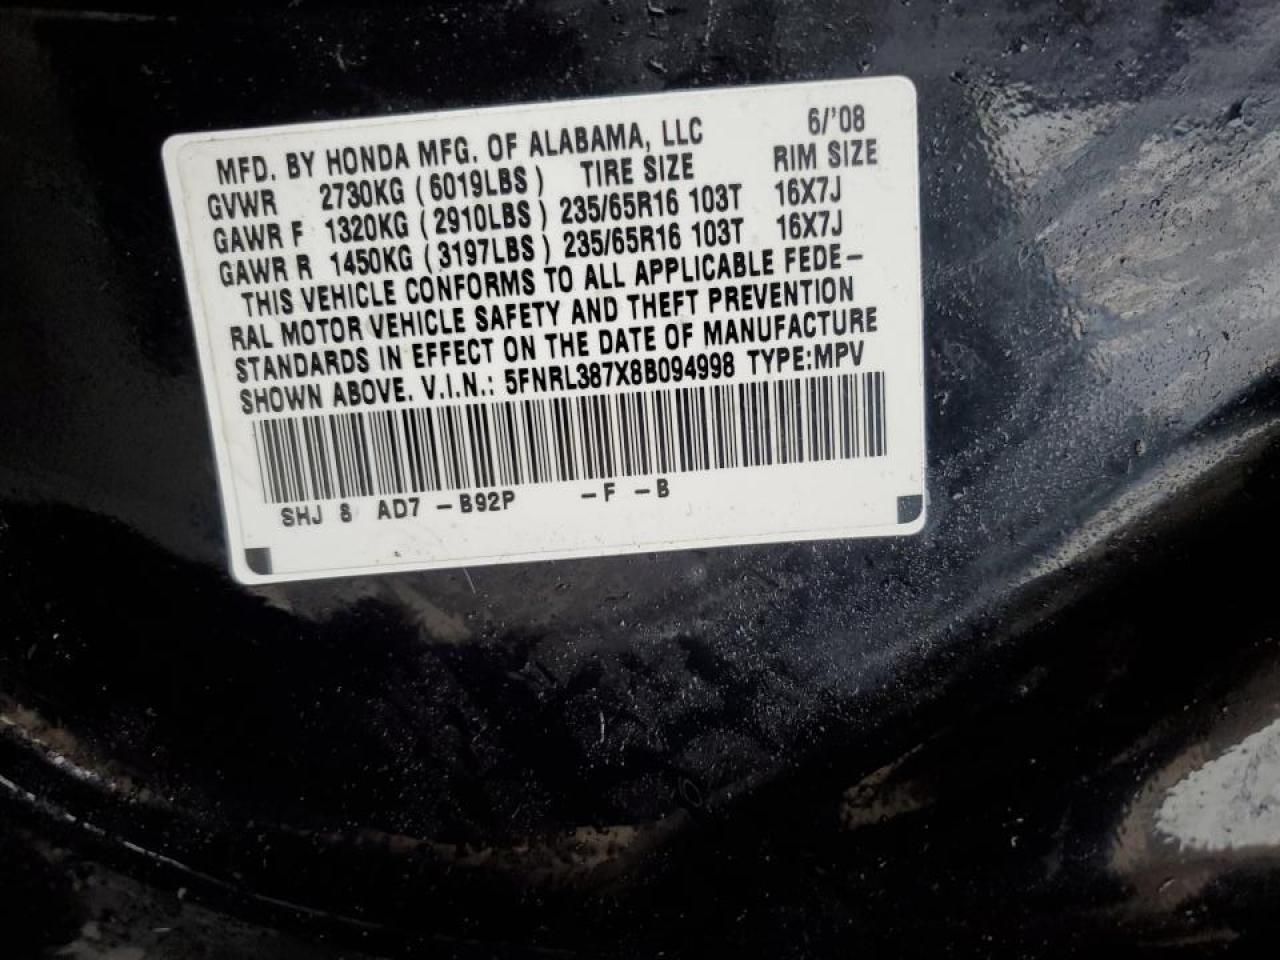 MFD. BY HONDA MFG. OF ALABAMA, LLC 6/'08
GVWR 2730KG (6019LBS) TIRE SIZE RIM SIZE
GAWR F 1320KG (2910LBS) 235/65R16 103T 16X7J
GAWR R 1450KG (3197LBS) 235/65R16 103T 16X7J
THIS VEHICLE CONFORMS TO ALL APPLICABLE FEDE-
RAL MOTOR VEHICLE SAFETY AND THEFT PREVENTION
STANDARDS IN EFFECT ON THE DATE OF MANUFACTURE
SHOWN ABOVE. V.I.N.: 5FNRL387X8B094998 TYPE:MPV
SHJ 8 AD7 -B92P -F -B